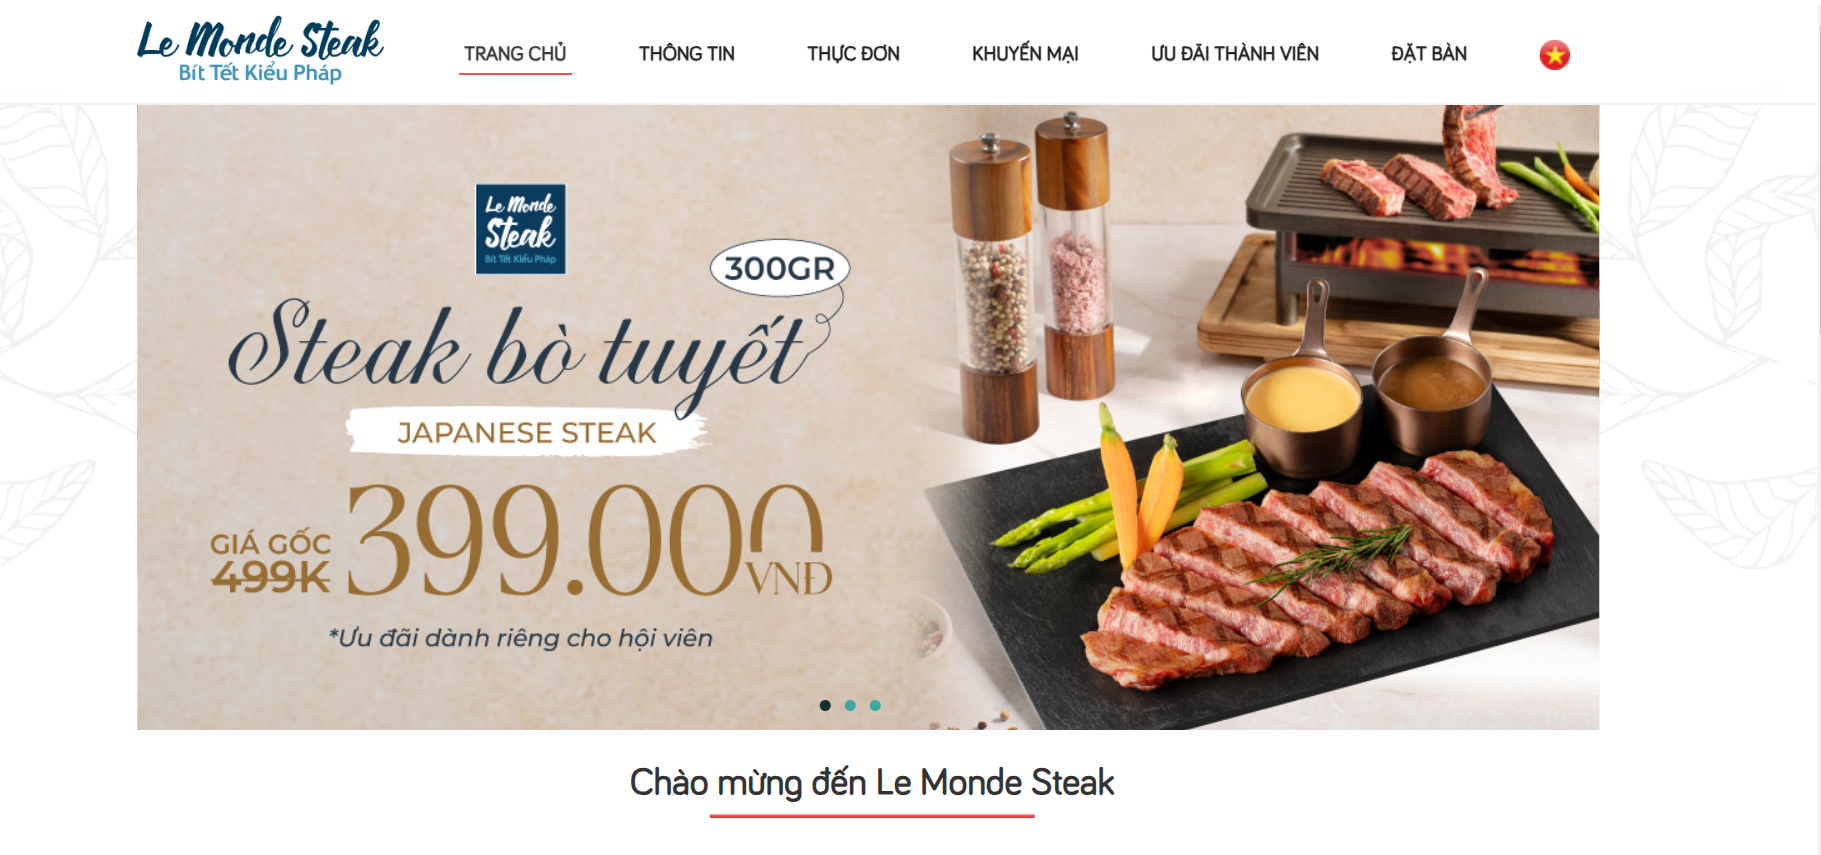 Le Monde Steak
Bít Tết Kiểu Pháp
TRANG CHỦ
THÔNG TIN
THỰC ĐƠN
KHUYẾN MẠI
ƯU ĐÃI THÀNH VIÊN
ĐẶT BÀN
Le Monde
Steak
Bít Tết Kiểu Pháp
300GR
Steak bò tuyết
JAPANESE STEAK
GIÁ GỐC
499K
399.000
VNĐ
*Ưu đãi dành riêng cho hội viên
Chào mừng đến Le Monde Steak